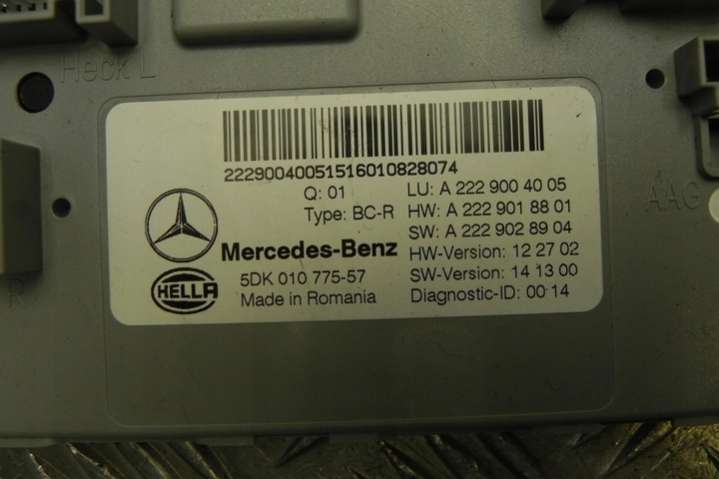 Heck L
22290040051516010828074
Q: 01
Type: BC-R
LU: A 222 900 40 05
HW: A 222 901 88 01
SW: A 222 902 89 04
HW-Version: 12 27 02
SW-Version: 14 13 00
Diagnostic-ID: 00 14
Mercedes-Benz
HELLA
5DK 010 775-57
Made in Romania
AAG
R